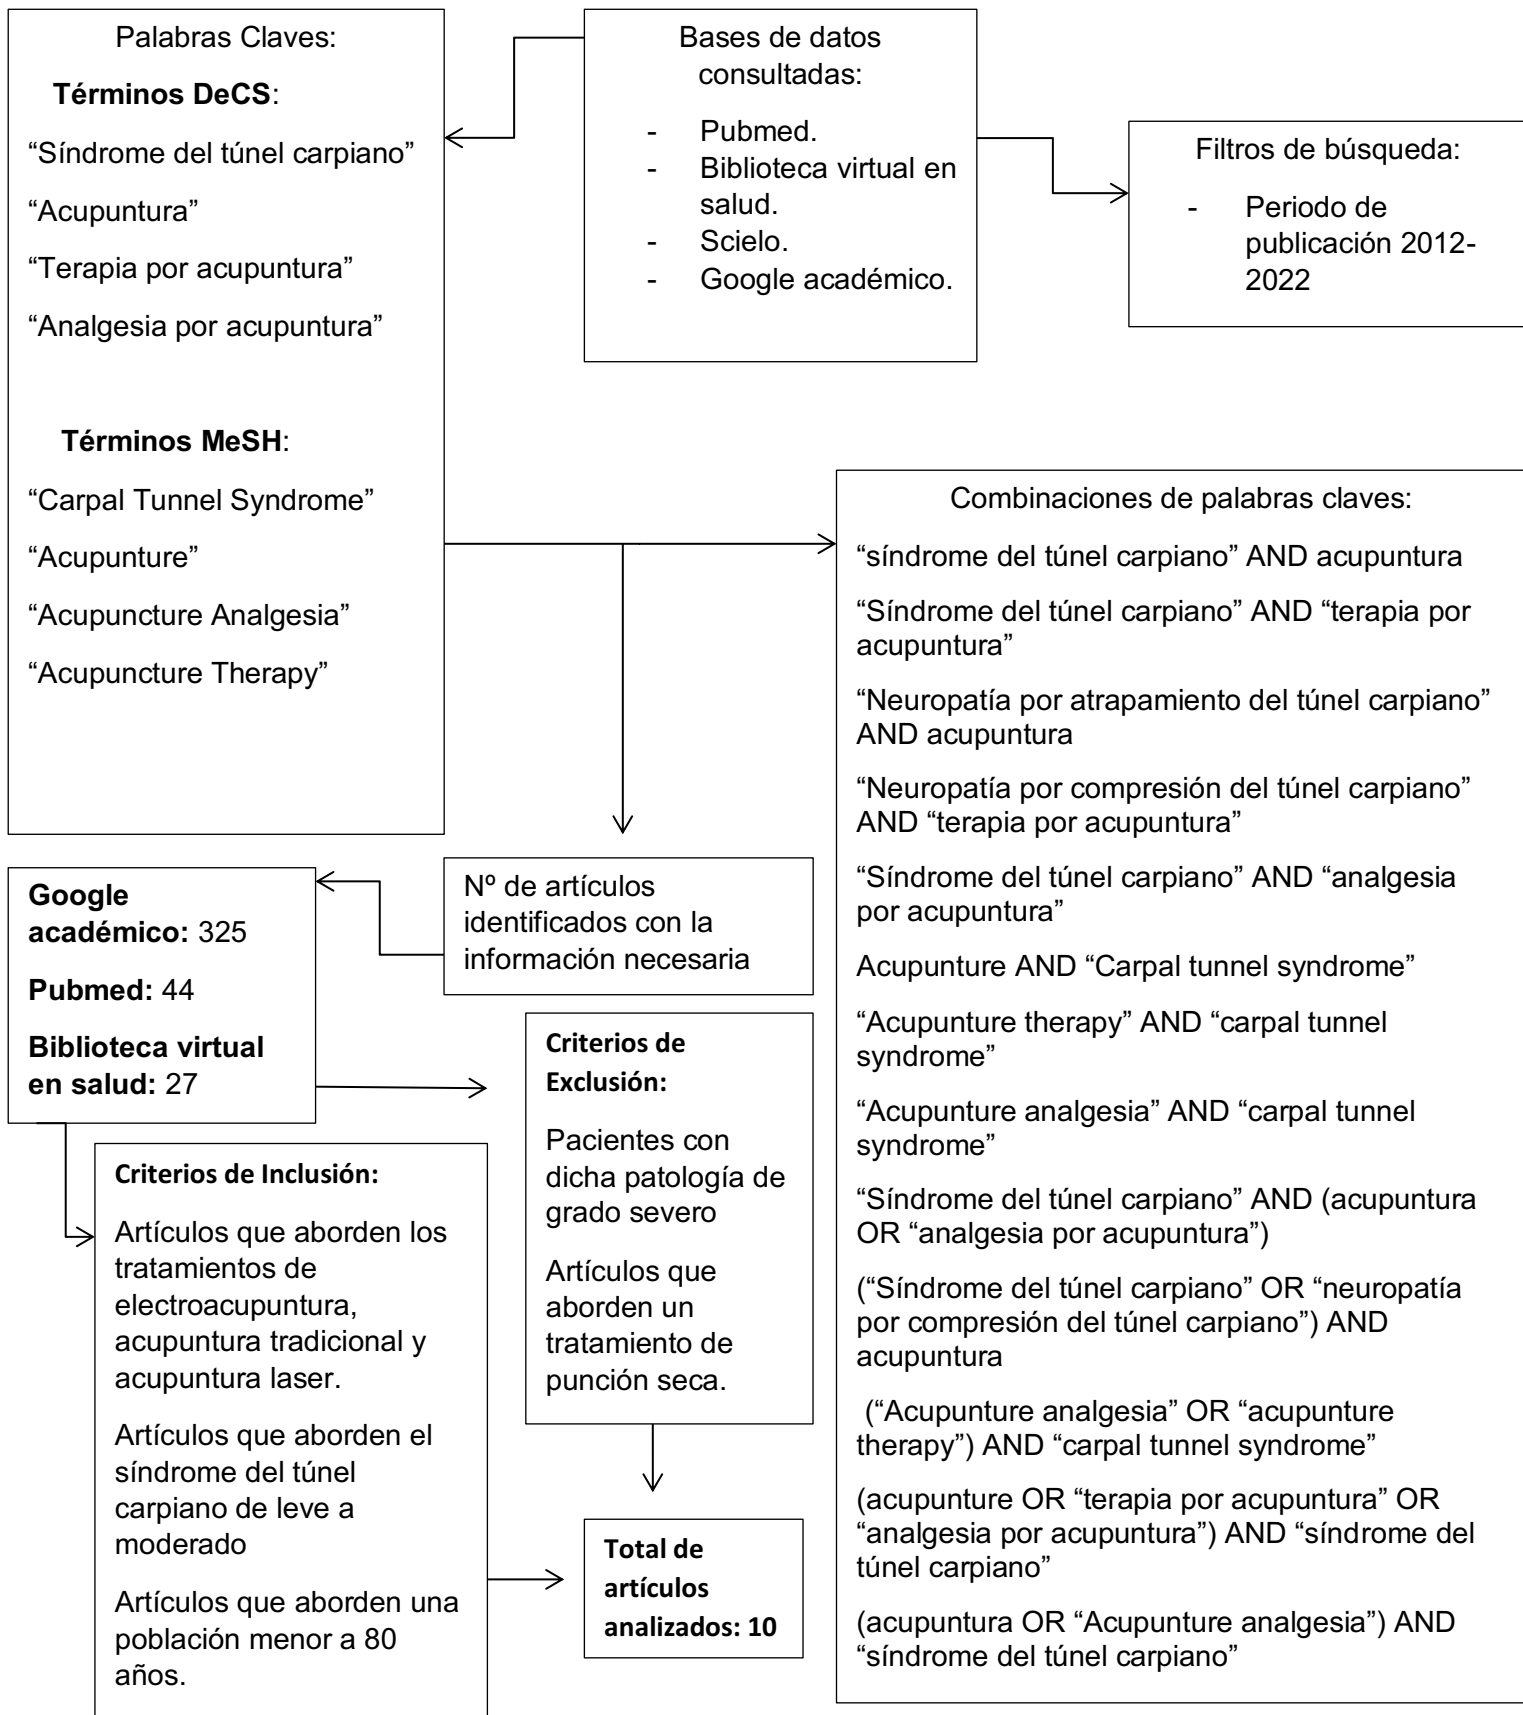 Palabras Claves:
Términos DeCS:
“Síndrome del túnel carpiano”
“Acupuntura”
“Terapia por acupuntura”
“Analgesia por acupuntura”
Términos MeSH:
“Carpal Tunnel Syndrome”
“Acupunture”
“Acupuncture Analgesia”
“Acupuncture Therapy”
Bases de datos
consultadas:
- Pubmed.
- Biblioteca virtual en
salud.
- Scielo.
- Google académico.
Filtros de búsqueda:
- Periodo de
publicación 2012-
2022
Combinaciones de palabras claves:
“síndrome del túnel carpiano” AND acupuntura
“Síndrome del túnel carpiano” AND “terapia por
acupuntura”
“Neuropatía por atrapamiento del túnel carpiano”
AND acupuntura
“Neuropatía por compresión del túnel carpiano”
AND “terapia por acupuntura”
“Síndrome del túnel carpiano” AND “analgesia
por acupuntura”
Acupunture AND “Carpal tunnel syndrome”
“Acupunture therapy” AND “carpal tunnel
syndrome”
“Acupunture analgesia” AND “carpal tunnel
syndrome”
“Síndrome del túnel carpiano” AND (acupuntura
OR “analgesia por acupuntura”)
(“Síndrome del túnel carpiano” OR “neuropatía
por compresión del túnel carpiano”) AND
acupuntura
(“Acupunture analgesia” OR “acupunture
therapy”) AND “carpal tunnel syndrome”
(acupunture OR “terapia por acupuntura” OR
“analgesia por acupuntura”) AND “síndrome del
túnel carpiano”
(acupuntura OR “Acupunture analgesia”) AND
“síndrome del túnel carpiano”
Nº de artículos
identificados con la
información necesaria
Google
académico: 325
Pubmed: 44
Biblioteca virtual
en salud: 27
Criterios de
Exclusión:
Pacientes con
dicha patología de
grado severo
Artículos que
aborden un
tratamiento de
punción seca.
Criterios de Inclusión:
Artículos que aborden los
tratamientos de
electroacupuntura,
acupuntura tradicional y
acupuntura laser.
Artículos que aborden el
síndrome del túnel
carpiano de leve a
moderado
Artículos que aborden una
población menor a 80
años.
Total de
artículos
analizados: 10